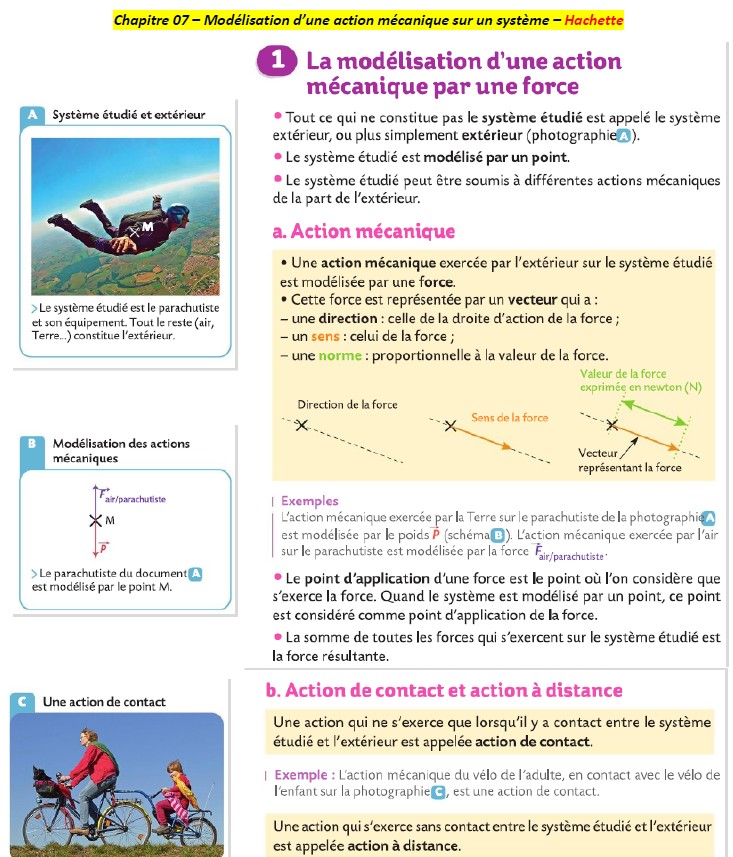 Chapitre 07 – Modélisation d'une action mécanique sur un système – Hachette
1 La modélisation d'une action
mécanique par une force
• Tout ce qui ne constitue pas le système étudié est appelé le système
extérieur, ou plus simplement extérieur (photographie A).
• Le système étudié est modélisé par un point.
• Le système étudié peut être soumis à différentes actions mécaniques
de la part de l'extérieur.
A Système étudié et extérieur
M
> Le système étudié est le parachutiste
et son équipement. Tout le reste (air,
Terre...) constitue l'extérieur.
a. Action mécanique
• Une action mécanique exercée par l'extérieur sur le système étudié
est modélisée par une force.
• Cette force est représentée par un vecteur qui a :
– une direction : celle de la droite d'action de la force ;
– un sens : celui de la force ;
– une norme : proportionnelle à la valeur de la force.
Direction de la force
Sens de la force
Valeur de la force
exprimée en newton (N)
Vecteur
représentant la force
B Modélisation des actions
mécaniques
F air/parachutiste
M
P
> Le parachutiste du document A
est modélisé par le point M.
Exemples
L'action mécanique exercée par la Terre sur le parachutiste de la photographie A
est modélisée par le poids P (schéma B). L'action mécanique exercée par l'air
sur le parachutiste est modélisée par la force F air/parachutiste.
• Le point d'application d'une force est le point où l'on considère que
s'exerce la force. Quand le système est modélisé par un point, ce point
est considéré comme point d'application de la force.
• La somme de toutes les forces qui s'exercent sur le système étudié est
la force résultante.
C Une action de contact
b. Action de contact et action à distance
Une action qui ne s'exerce que lorsqu'il y a contact entre le système
étudié et l'extérieur est appelée action de contact.
Exemple : L'action mécanique du vélo de l'adulte, en contact avec le vélo de
l'enfant sur la photographie C, est une action de contact.
Une action qui s'exerce sans contact entre le système étudié et l'extérieur
est appelée action à distance.